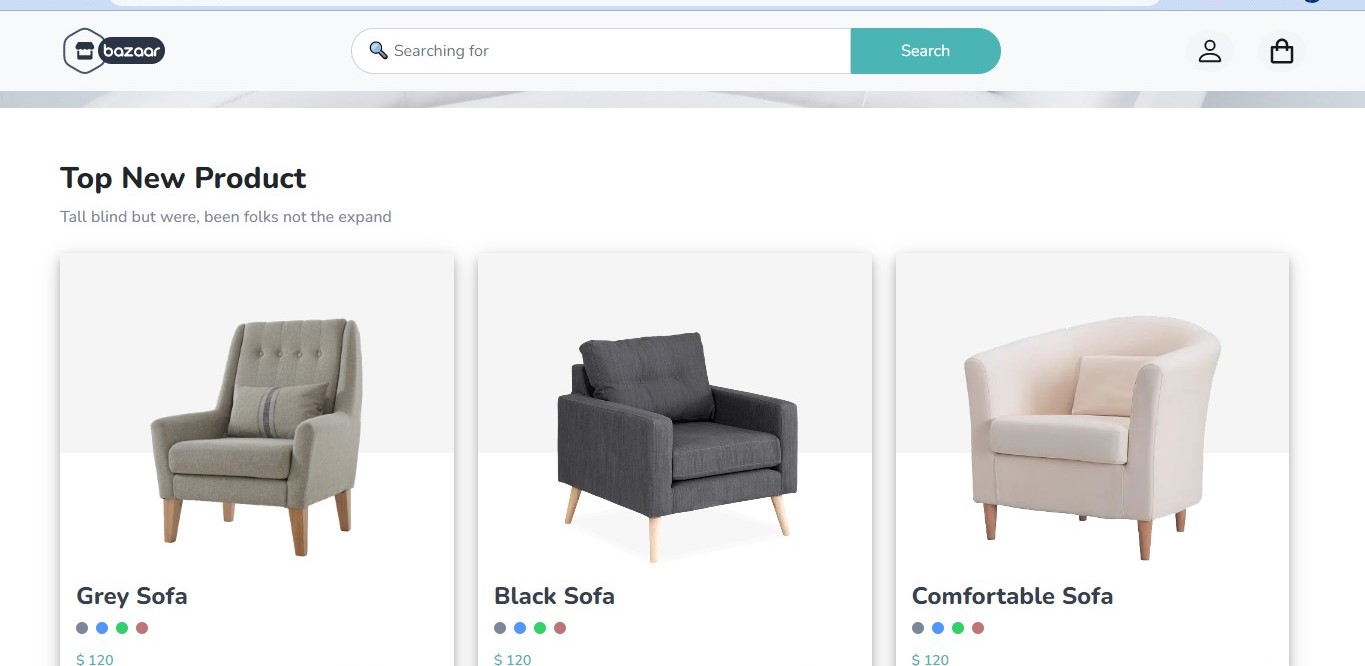 bazaar
Searching for
Search
Top New Product
Tall blind but were, been folks not the expand
Grey Sofa
Black Sofa
Comfortable Sofa
$ 120
$ 120
$ 120